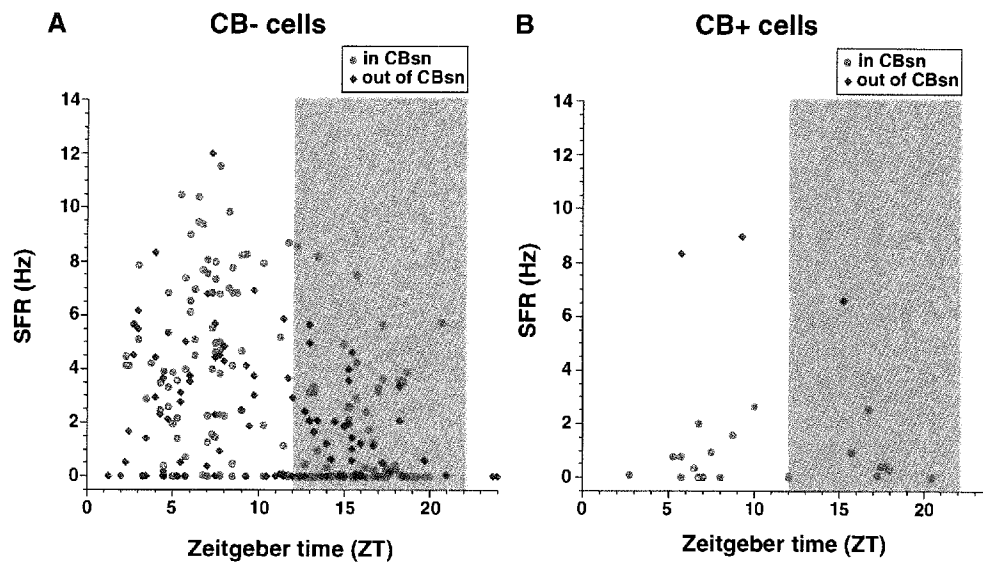 A
CB- cells
in CBsn
out of CBsn
14
12
10
8
6
4
2
0
SFR (Hz)
0
5
10
15
20
Zeitgeber time (ZT)
B
CB+ cells
in CBsn
out of CBsn
14
12
10
8
6
4
2
0
SFR (Hz)
0
5
10
15
20
Zeitgeber time (ZT)